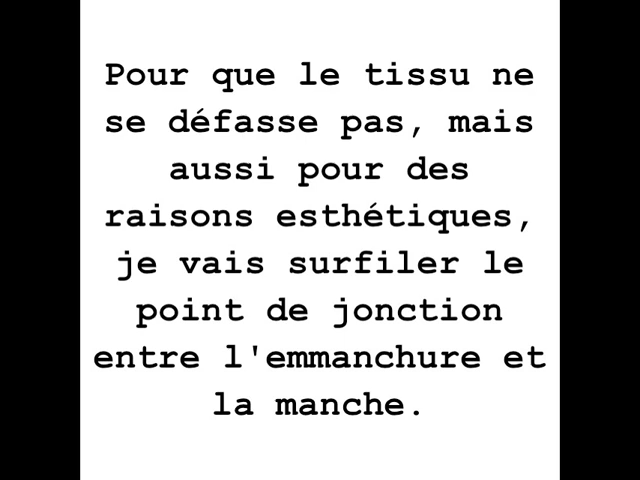 Pour que le tissu ne
se défasse pas, mais
aussi pour des
raisons esthétiques,
je vais surfiler le
point de jonction
entre l'emmanchure et
la manche.